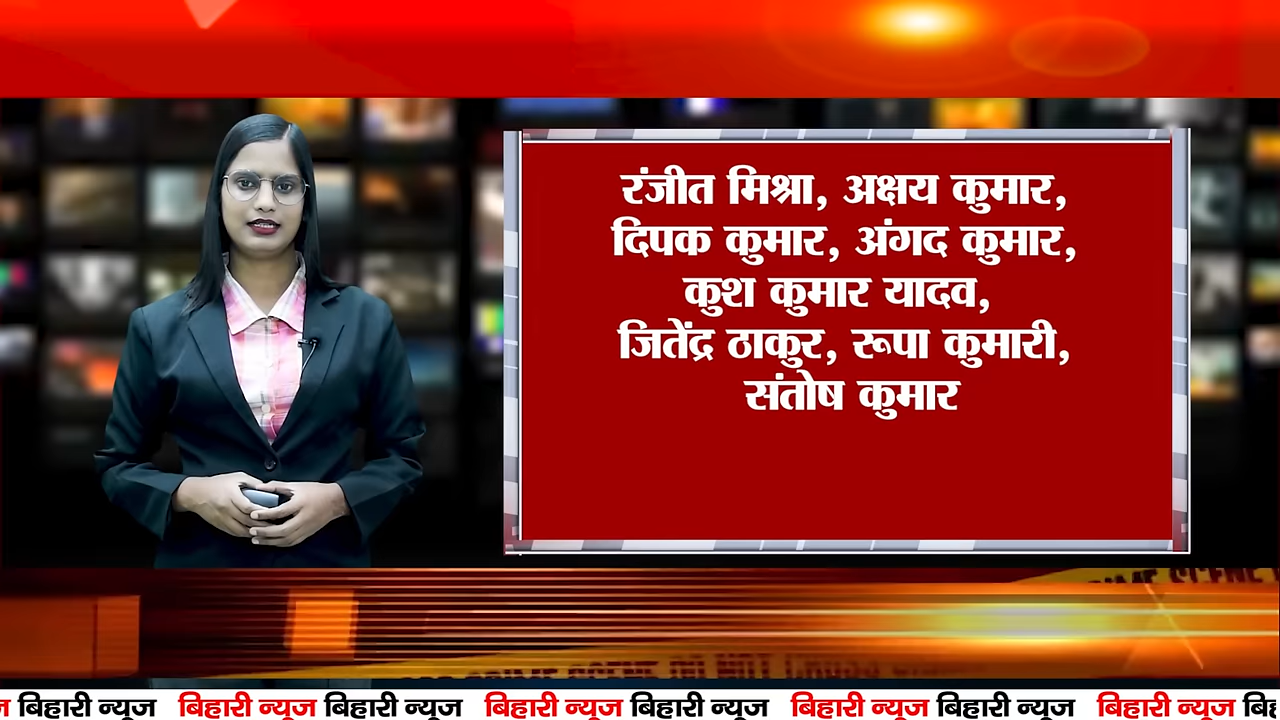 रंजीत मिश्रा, अक्षय कुमार,
दिपक कुमार, अंगद कुमार,
कुश कुमार यादव,
जितेंद्र ठाकुर, रूपा कुमारी,
संतोष कुमार
बिहारी न्यूज बिहारी न्यूज बिहारी न्यूज बिहारी न्यूज बिहारी न्यूज बिहारी न्यूज बिहारी न्यूज बिहारी न्यूज